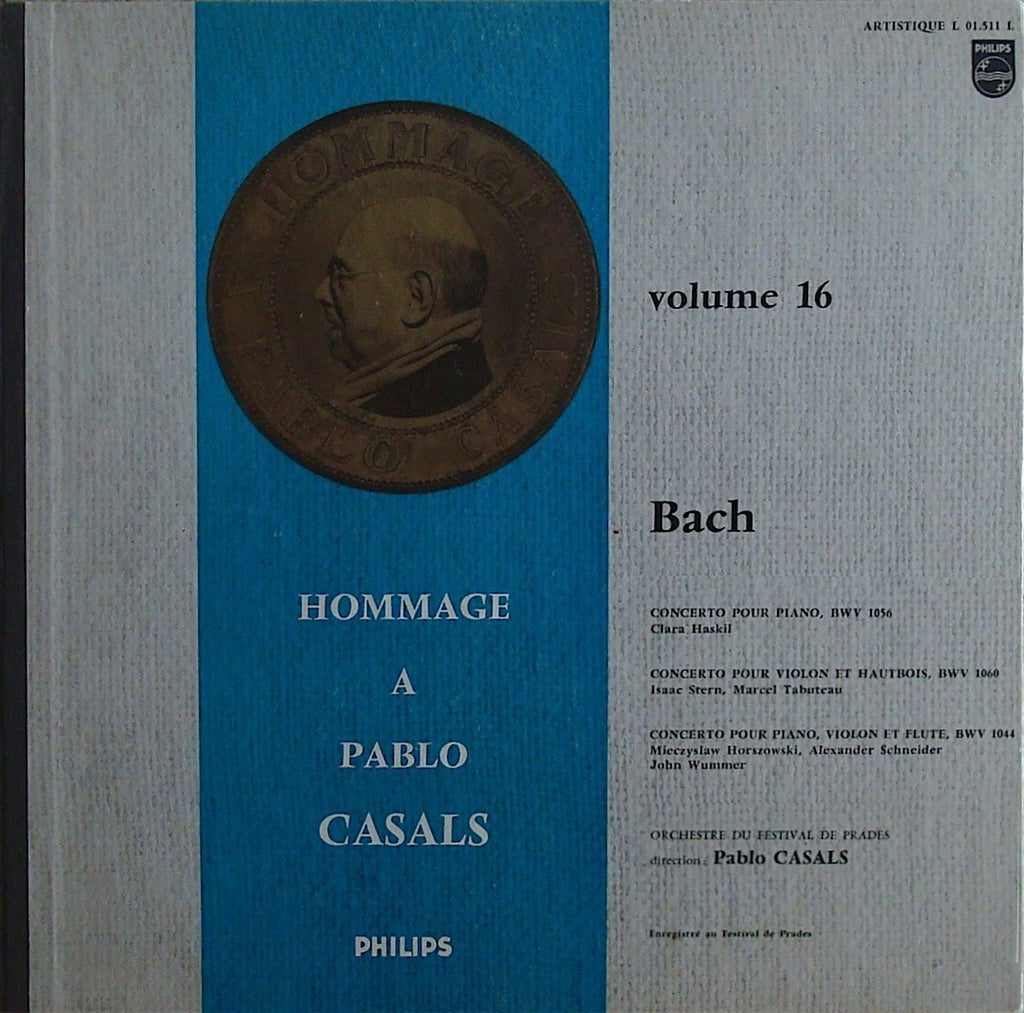 ARTISTIQUE L 01.511 L
PHILIPS
HOMMAGE
PABLO CASALS
volume 16
Bach
HOMMAGE
A
PABLO
CASALS
PHILIPS
CONCERTO POUR PIANO, BWV 1056
Clara Haskil
CONCERTO POUR VIOLON ET HAUTBOIS, BWV 1060
Isaac Stern, Marcel Tabuteau
CONCERTO POUR PIANO, VIOLON ET FLUTE, BWV 1044
Mieczyslaw Horszowski, Alexander Schneider
John Wummer
ORCHESTRE DU FESTIVAL DE PRADES
direction : Pablo CASALS
Enregistré au Festival de Prades